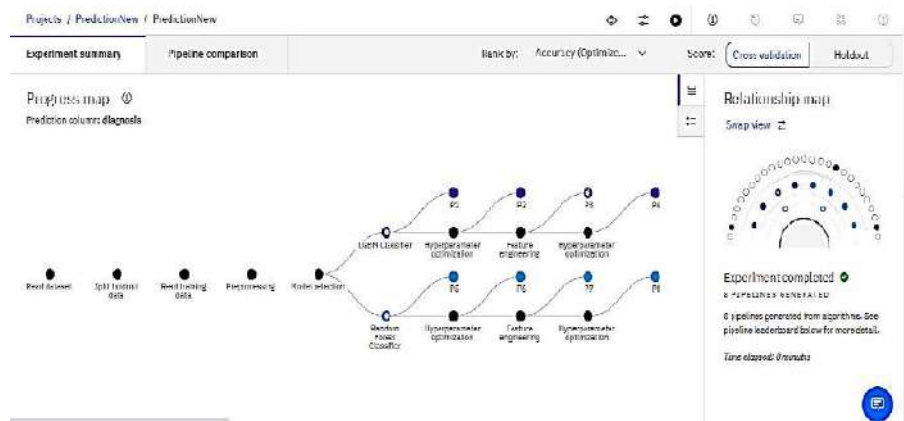 Projects / PredictionNew / PredictionNew
Experiment summary
Pipeline comparison
Rank by: Accuracy (Optimize...
Score: Cross validation Holdout
Progress map
Prediction column: diagnosis
Relationship map
Swap view
P1 P2 P3 P4
LGBM Classifier
Hyperparameter
optimization
Feature
engineering
Hyperparameter
optimization
Read dataset
Split holdout
data
Read training
data
Preprocessing
Model selection
P5 P6 P7 P8
Random
Forest
Classifier
Hyperparameter
optimization
Feature
engineering
Hyperparameter
optimization
Experiment completed
8 PIPELINES GENERATED
8 pipelines generated from algorithms. See
pipeline leaderboard below for more detail.
Time elapsed: 0 minutes